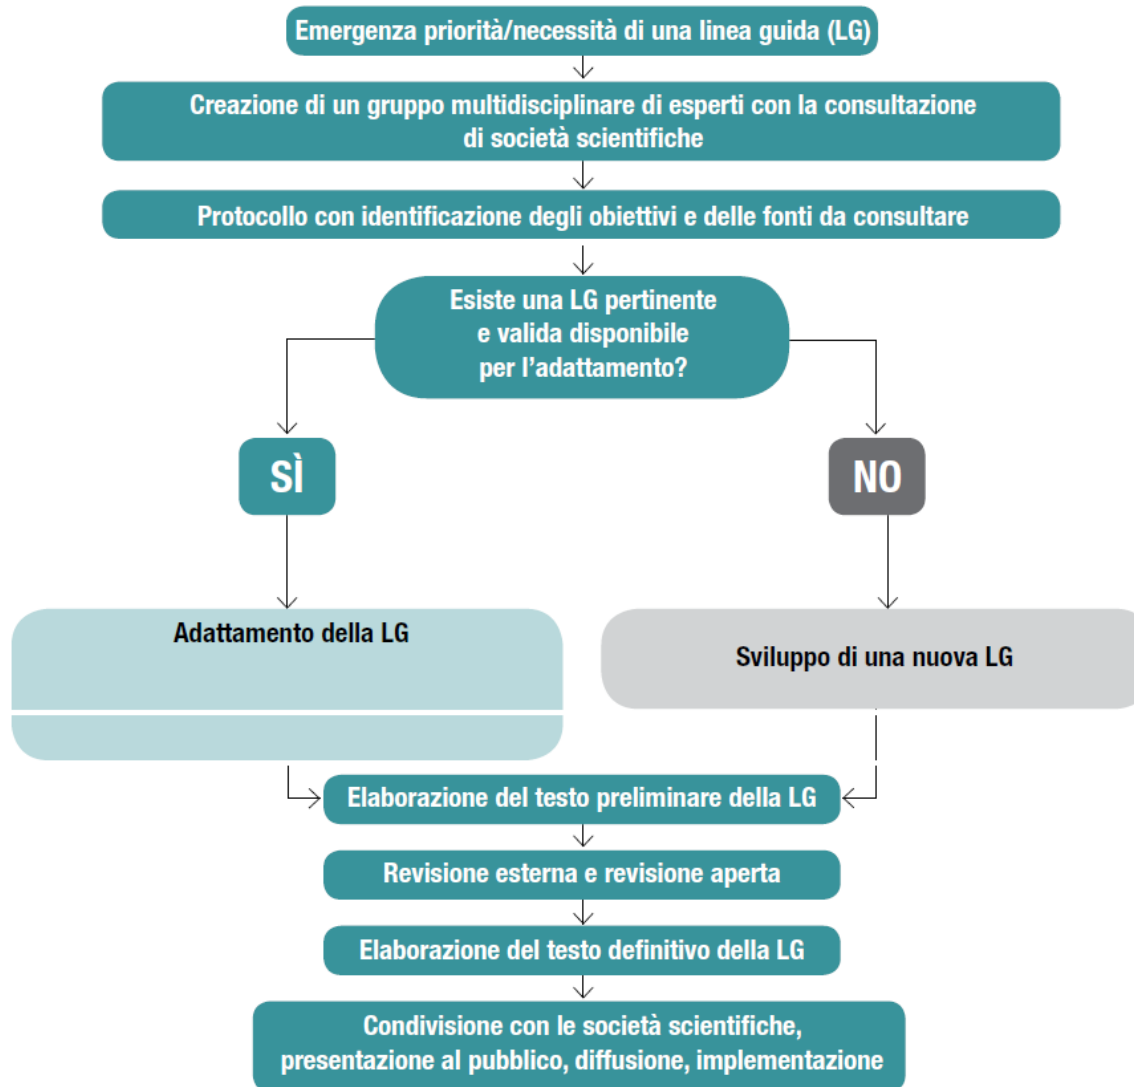 Emergenza priorità/necessità di una linea guida (LG)
Creazione di un gruppo multidisciplinare di esperti con la consultazione
di società scientifiche
Protocollo con identificazione degli obiettivi e delle fonti da consultare
Esiste una LG pertinente
e valida disponibile
per l'adattamento?
SÌ
NO
Adattamento della LG
Sviluppo di una nuova LG
Elaborazione del testo preliminare della LG
Revisione esterna e revisione aperta
Elaborazione del testo definitivo della LG
Condivisione con le società scientifiche,
presentazione al pubblico, diffusione, implementazione